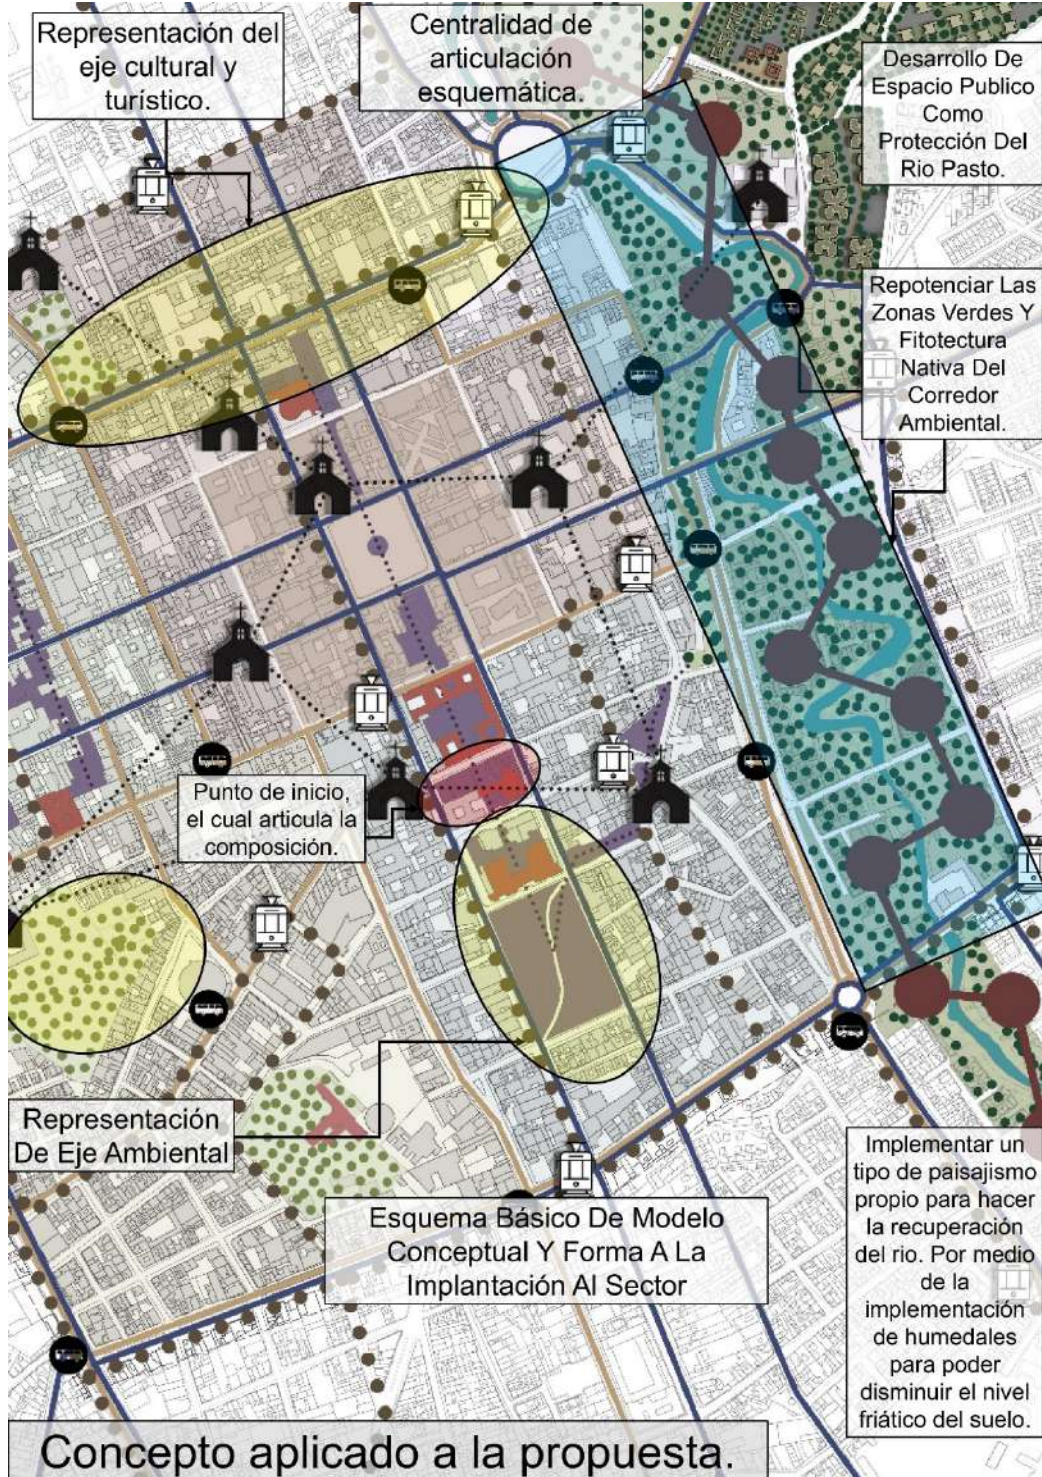 Representación del
eje cultural y
turístico.
Centralidad de
articulación
esquemática.
Desarrollo De
Espacio Publico
Como
Protección Del
Rio Pasto.
Repotenciar Las
Zonas Verdes Y
Fitotectura
Nativa Del
Corredor
Ambiental.
Punto de inicio,
el cual articula la
composición.
Representación
De Eje Ambiental
Esquema Básico De Modelo
Conceptual Y Forma A La
Implantación Al Sector
Implementar un
tipo de paisajismo
propio para hacer
la recuperación
del rio. Por medio
de la
implementación
de humedales
para poder
disminuir el nivel
friático del suelo.
Concepto aplicado a la propuesta.